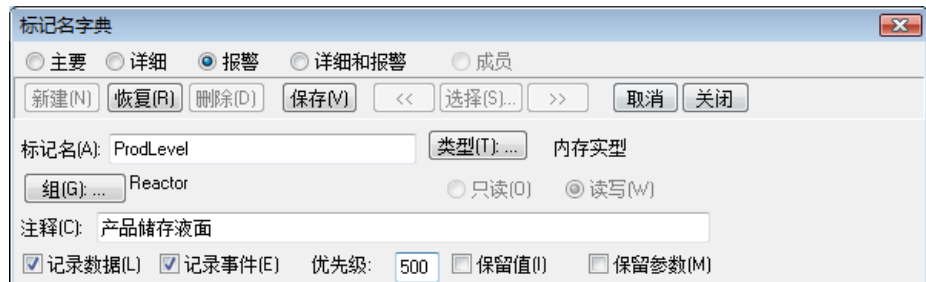 标记名字典
主要 详细 报警 详细和报警 成员
新建(N) 恢复(R) 删除(D) 保存(V) << 选择(S)... >> 取消 关闭
标记名(A): ProdLevel 类型(T): ... 内存实型
组(G): ... Reactor 只读(O) 读写(W)
注释(C): 产品储存液面
记录数据(L) 记录事件(E) 优先级: 500 保留值(I) 保留参数(M)